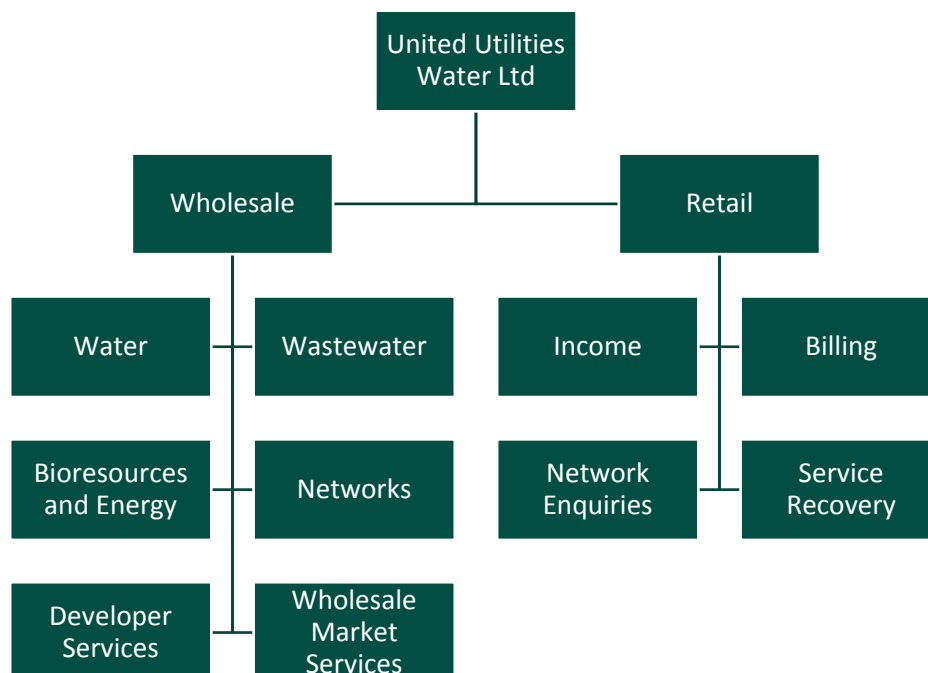 United Utilities
Water Ltd
Wholesale
Retail
Water
Wastewater
Income
Billing
Bioresources
and Energy
Networks
Network
Enquiries
Service
Recovery
Developer
Services
Wholesale
Market
Services